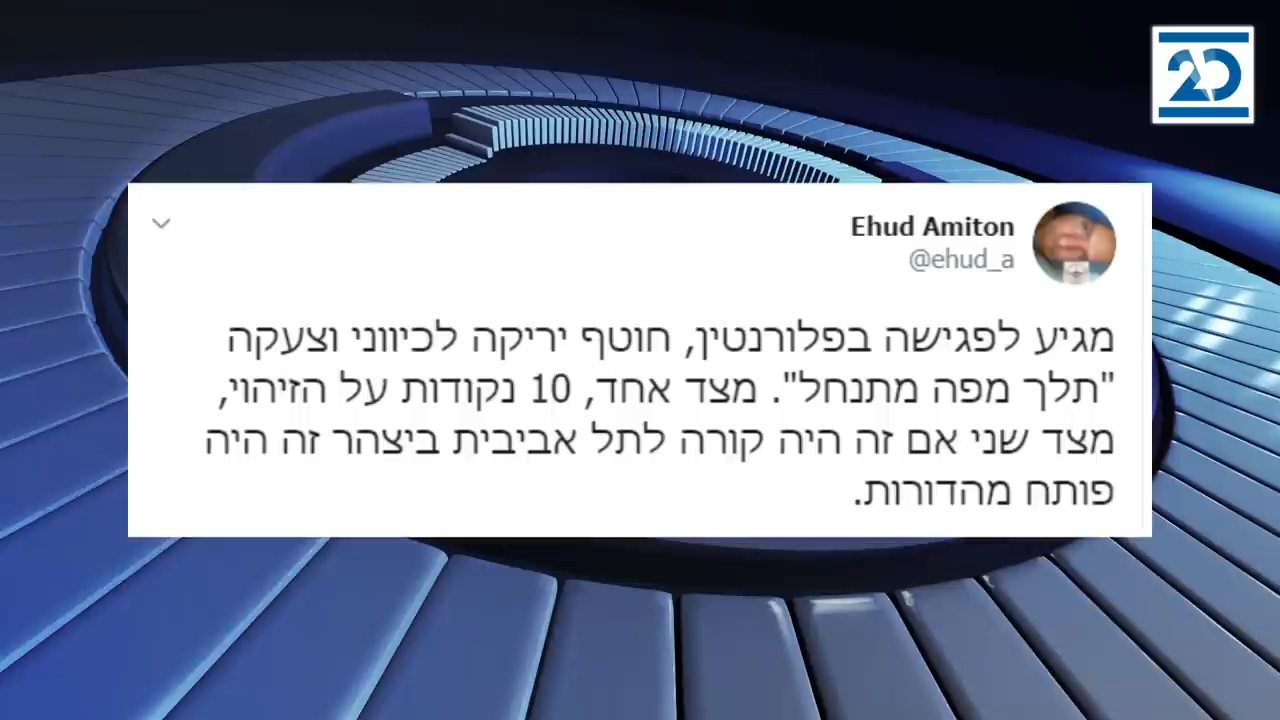 20
Ehud Amiton
@ehud_a
מגיע לפגישה בפלורנטין, חוטף יריקה לכיווני וצעקה
"תלך מפה מתנחל". מצד אחד, 10 נקודות על הזיהוי,
מצד שני אם זה היה קורה לתל אביבית ביצהר זה היה
פותח מהדורות.